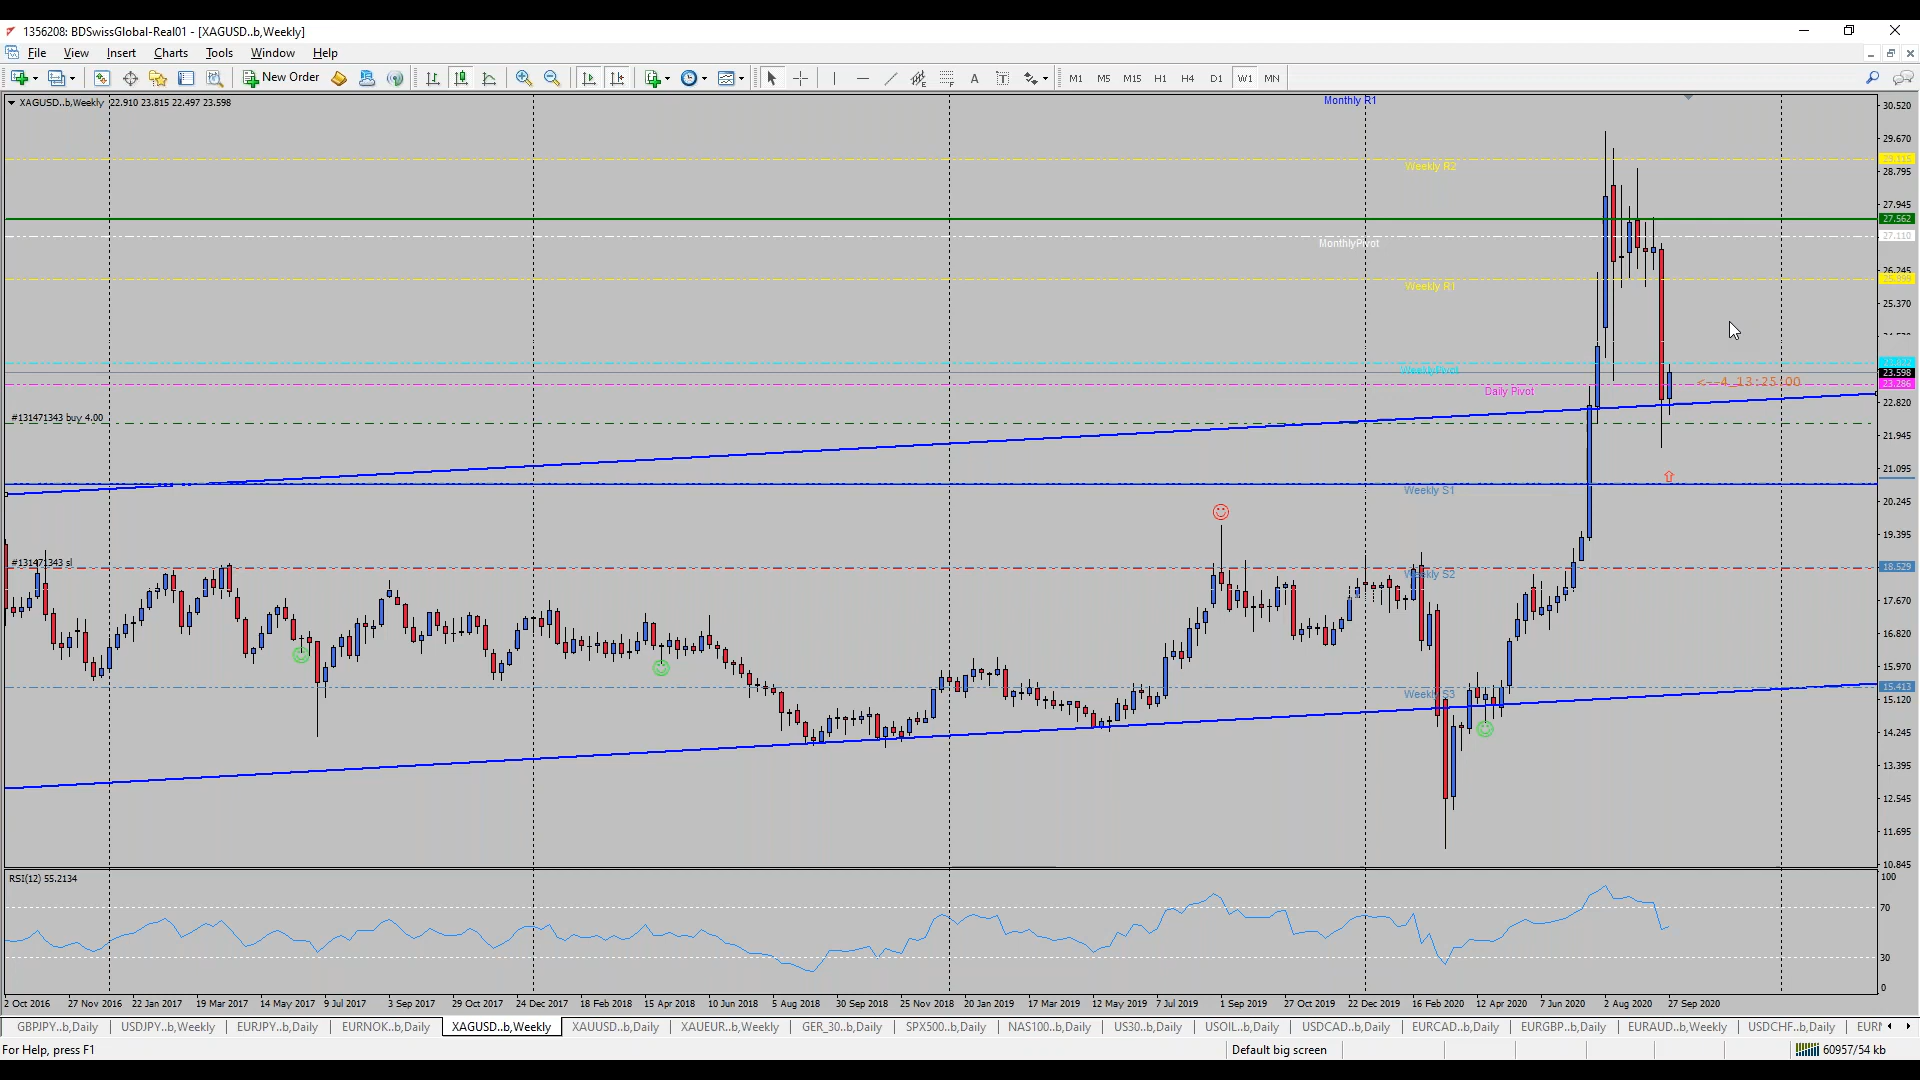 1356208: BDSwissGlobal-Real01 - [XAGUSD..b,Weekly]
File View Insert Charts Tools Window Help
New Order M1 M5 M15 H1 H4 D1 W1 MN
XAGUSD..b,Weekly 22.910 23.815 22.497 23.598
Monthly R1
30.520
29.670
Weekly R2
28.795
27.945
27.562
27.110
MonthlyPivot
26.245
Weekly R1
25.370
WeeklyPivot
23.598
<--4_13:25:00
23.286
Daily Pivot
22.820
#131471343 buy 4.00
21.945
21.095
Weekly S1
20.245
19.395
#131471343 sl
18.529
Weekly S2
17.670
16.820
15.970
15.413
Weekly S3
15.120
14.245
13.395
12.545
11.695
10.845
RSI(12) 55.2134
100
70
30
0
2 Oct 2016 27 Nov 2016 22 Jan 2017 19 Mar 2017 14 May 2017 9 Jul 2017 3 Sep 2017 29 Oct 2017 24 Dec 2017 18 Feb 2018 15 Apr 2018 10 Jun 2018 5 Aug 2018 30 Sep 2018 25 Nov 2018 20 Jan 2019 17 Mar 2019 12 May 2019 7 Jul 2019 1 Sep 2019 27 Oct 2019 22 Dec 2019 16 Feb 2020 12 Apr 2020 7 Jun 2020 2 Aug 2020 27 Sep 2020
GBPJPY..b,Daily USDJPY..b,Weekly EURJPY..b,Daily EURNOK..b,Daily XAGUSD..b,Weekly XAUUSD..b,Daily XAUEUR..b,Weekly GER_30..b,Daily SPX500..b,Daily NAS100..b,Daily US30..b,Daily USOIL..b,Daily USDCAD..b,Daily EURCAD..b,Daily EURGBP..b,Daily EURAUD..b,Weekly USDCHF..b,Daily
For Help, press F1 Default big screen 60957/54 kb